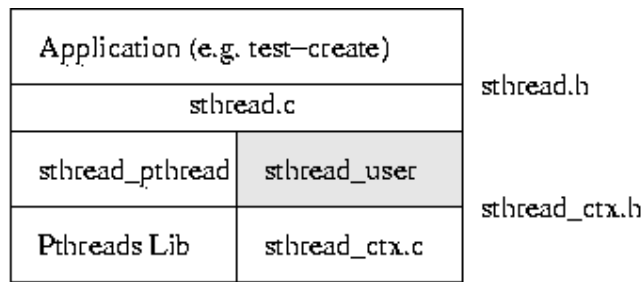 Application (e.g. test-create)
sthread.h
sthread.c
sthread_pthread
sthread_user
sthread_ctx.h
Pthreads Lib
sthread_ctx.c